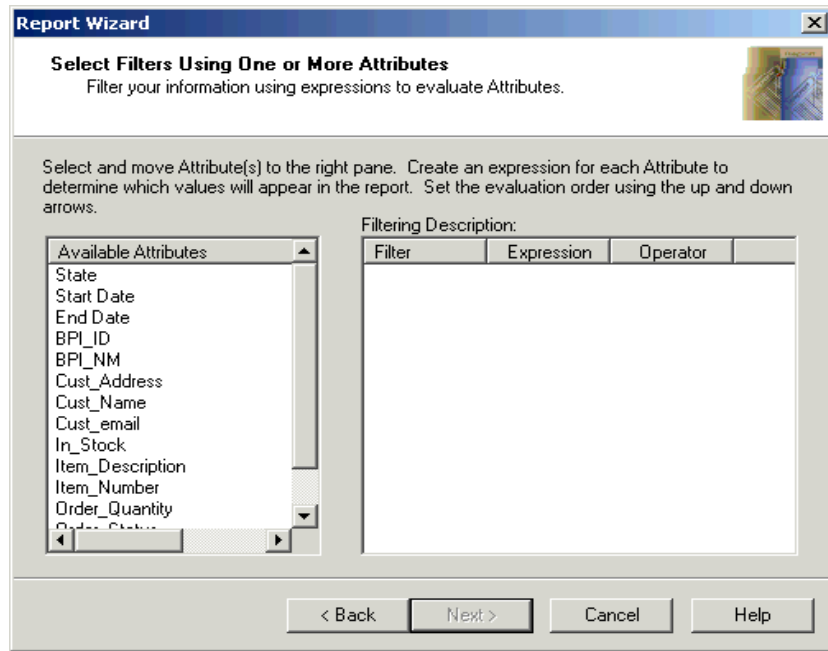 Report Wizard
Select Filters Using One or More Attributes
Filter your information using expressions to evaluate Attributes.
Select and move Attribute(s) to the right pane. Create an expression for each Attribute to
determine which values will appear in the report. Set the evaluation order using the up and down
arrows.
Filtering Description:
Available Attributes
Filter Expression Operator
State
Start Date
End Date
BPI_ID
BPI_NM
Cust_Address
Cust_Name
Cust_email
In_Stock
Item_Description
Item_Number
Order_Quantity
< Back Next > Cancel Help